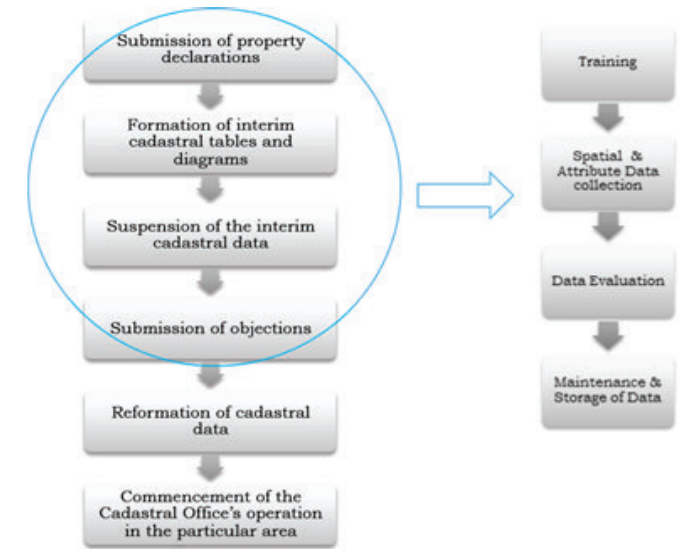 Submission of property
declarations
Formation of interim
cadastral tables and
diagrams
Suspension of the interim
cadastral data
Submission of objections
Reformation of cadastral
data
Commencement of the
Cadastral Office's operation
in the particular area
Training
Spatial &
Attribute Data
collection
Data Evaluation
Maintenance &
Storage of Data